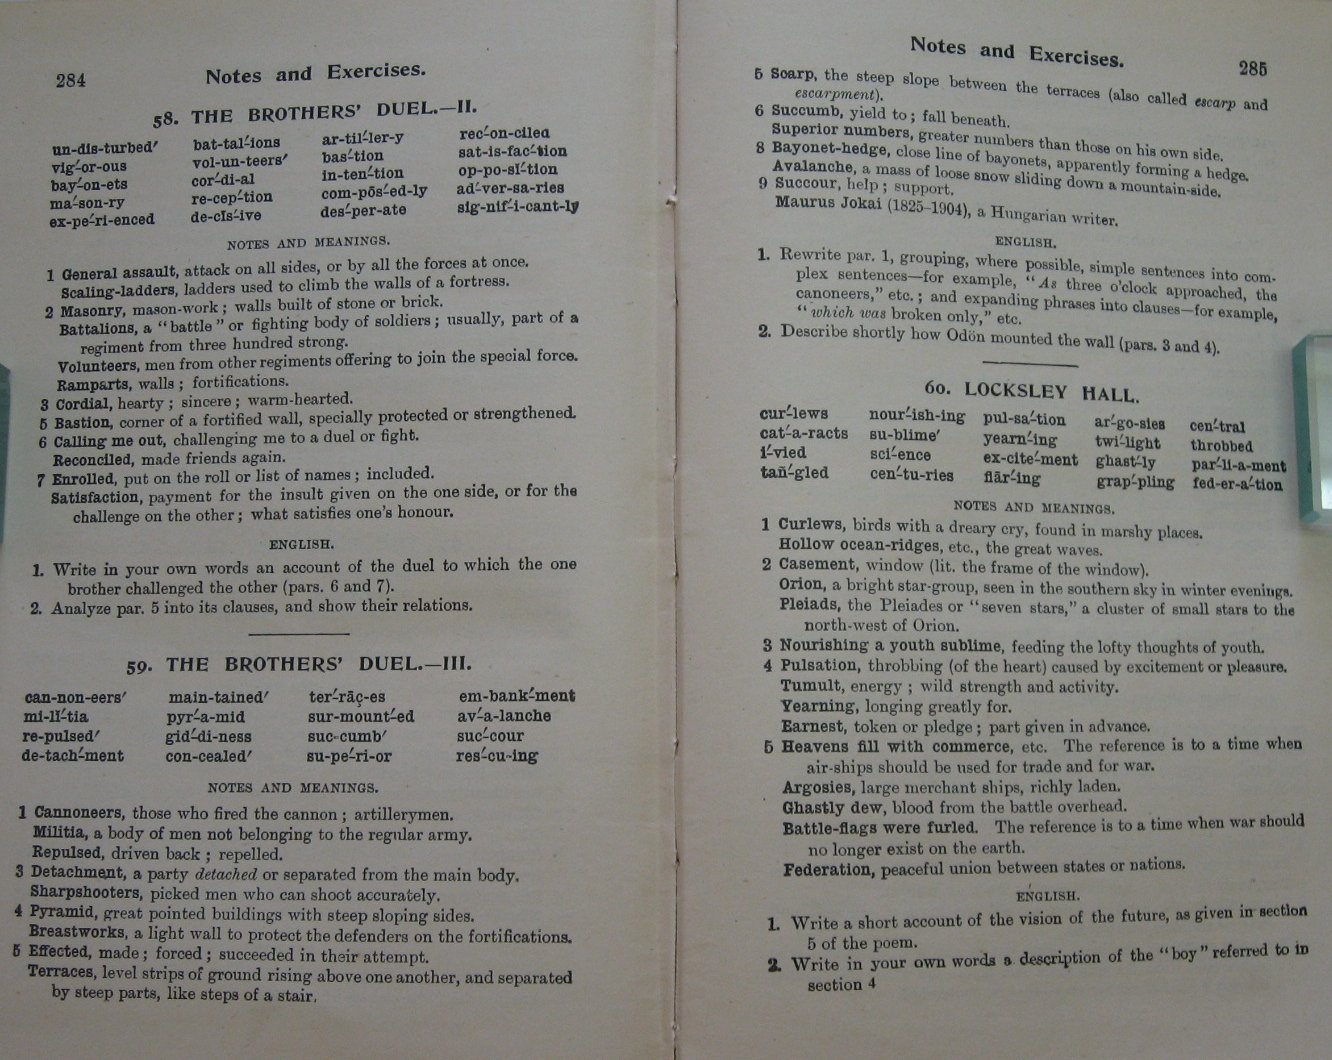 284
Notes and Exercises.
58. THE BROTHERS' DUEL.—II.
un-dis-turbed′ bat-tal′-ions ar-til′-ler-y rec′-on-ciled
vig′-or-ous vol-un-teers′ bas′-tion sat-is-fac′-tion
bay′-on-ets cor′-di-al in-ten′-tion op-po-si′-tion
ma′-son-ry re-cep′-tion com-pōs′-ed-ly ad′-ver-sa-ries
ex-pe′-ri-enced de-cīs′-ive des′-per-ate sig-nif′-i-cant-ly
NOTES AND MEANINGS.
1 General assault, attack on all sides, or by all the forces at once.
Scaling-ladders, ladders used to climb the walls of a fortress.
2 Masonry, mason-work; walls built of stone or brick.
Battalions, a "battle" or fighting body of soldiers; usually, part of a
regiment from three hundred strong.
Volunteers, men from other regiments offering to join the special force.
Ramparts, walls; fortifications.
3 Cordial, hearty; sincere; warm-hearted.
5 Bastion, corner of a fortified wall, specially protected or strengthened.
6 Calling me out, challenging me to a duel or fight.
Reconciled, made friends again.
7 Enrolled, put on the roll or list of names; included.
Satisfaction, payment for the insult given on the one side, or for the
challenge on the other; what satisfies one's honour.
ENGLISH.
1. Write in your own words an account of the duel to which the one
brother challenged the other (pars. 6 and 7).
2. Analyze par. 5 into its clauses, and show their relations.
59. THE BROTHERS' DUEL.—III.
can-non-eers′ main-tained′ ter′-rāç-es em-bank′-ment
mi-lĭ′-tia pyr′-a-mid sur-mount′-ed av′-a-lanche
re-pulsed′ gid′-di-ness suc-cumb′ suc′-cour
de-tach′-ment con-cealed′ su-pe′-ri-or res′-cu-ing
NOTES AND MEANINGS.
1 Cannoneers, those who fired the cannon; artillerymen.
Militia, a body of men not belonging to the regular army.
Repulsed, driven back; repelled.
3 Detachment, a party detached or separated from the main body.
Sharpshooters, picked men who can shoot accurately.
4 Pyramid, great pointed buildings with steep sloping sides.
Breastworks, a light wall to protect the defenders on the fortifications.
5 Effected, made; forced; succeeded in their attempt.
Terraces, level strips of ground rising above one another, and separated
by steep parts, like steps of a stair.
Notes and Exercises.
285
5 Scarp, the steep slope between the terraces (also called escarp and
escarpment).
6 Succumb, yield to; fall beneath.
Superior numbers, greater numbers than those on his own side.
8 Bayonet-hedge, close line of bayonets, apparently forming a hedge.
Avalanche, a mass of loose snow sliding down a mountain-side.
9 Succour, help; support.
Maurus Jokai (1825-1904), a Hungarian writer.
ENGLISH.
1. Rewrite par. 1, grouping, where possible, simple sentences into com-
plex sentences—for example, "As three o'clock approached, the
canoneers," etc.; and expanding phrases into clauses—for example,
"which was broken only," etc.
2. Describe shortly how Odön mounted the wall (pars. 3 and 4).
60. LOCKSLEY HALL.
cur′-lews nour′-ish-ing pul-sa′-tion ar′-go-sies cen′-tral
cat′-a-racts su-blime′ yearn′-ing twi′-light throbbed
i′-vied sci′-ence ex-cite′-ment ghast′-ly par′-li-a-ment
tañ′-gled cen′-tu-ries flār′-ing grap′-pling fed-er-a′-tion
NOTES AND MEANINGS.
1 Curlews, birds with a dreary cry, found in marshy places.
Hollow ocean-ridges, etc., the great waves.
2 Casement, window (lit. the frame of the window).
Orion, a bright star-group, seen in the southern sky in winter evenings.
Pleiads, the Pleiades or "seven stars," a cluster of small stars to the
north-west of Orion.
3 Nourishing a youth sublime, feeding the lofty thoughts of youth.
4 Pulsation, throbbing (of the heart) caused by excitement or pleasure.
Tumult, energy; wild strength and activity.
Yearning, longing greatly for.
Earnest, token or pledge; part given in advance.
5 Heavens fill with commerce, etc. The reference is to a time when
air-ships should be used for trade and for war.
Argosies, large merchant ships, richly laden.
Ghastly dew, blood from the battle overhead.
Battle-flags were furled. The reference is to a time when war should
no longer exist on the earth.
Federation, peaceful union between states or nations.
ENGLISH.
1. Write a short account of the vision of the future, as given in section
5 of the poem.
2. Write in your own words a description of the "boy" referred to in
section 4